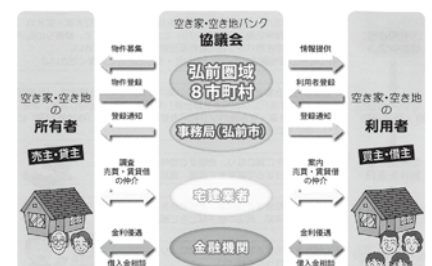 空き家・空き地バンク
協議会
弘前圏域
8市町村
事務局(弘前市)
宅建業者
金融機関
空き家・空き地
の
所有者
売主・貸主
物件募集
物件登録
登録通知
調査
売買・賃貸借
の仲介
金利優遇
借入金相談
情報提供
利用者登録
登録通知
案内
売買・賃貸借
の仲介
金利優遇
借入金相談
空き家・空き地
の
利用者
買主・借主